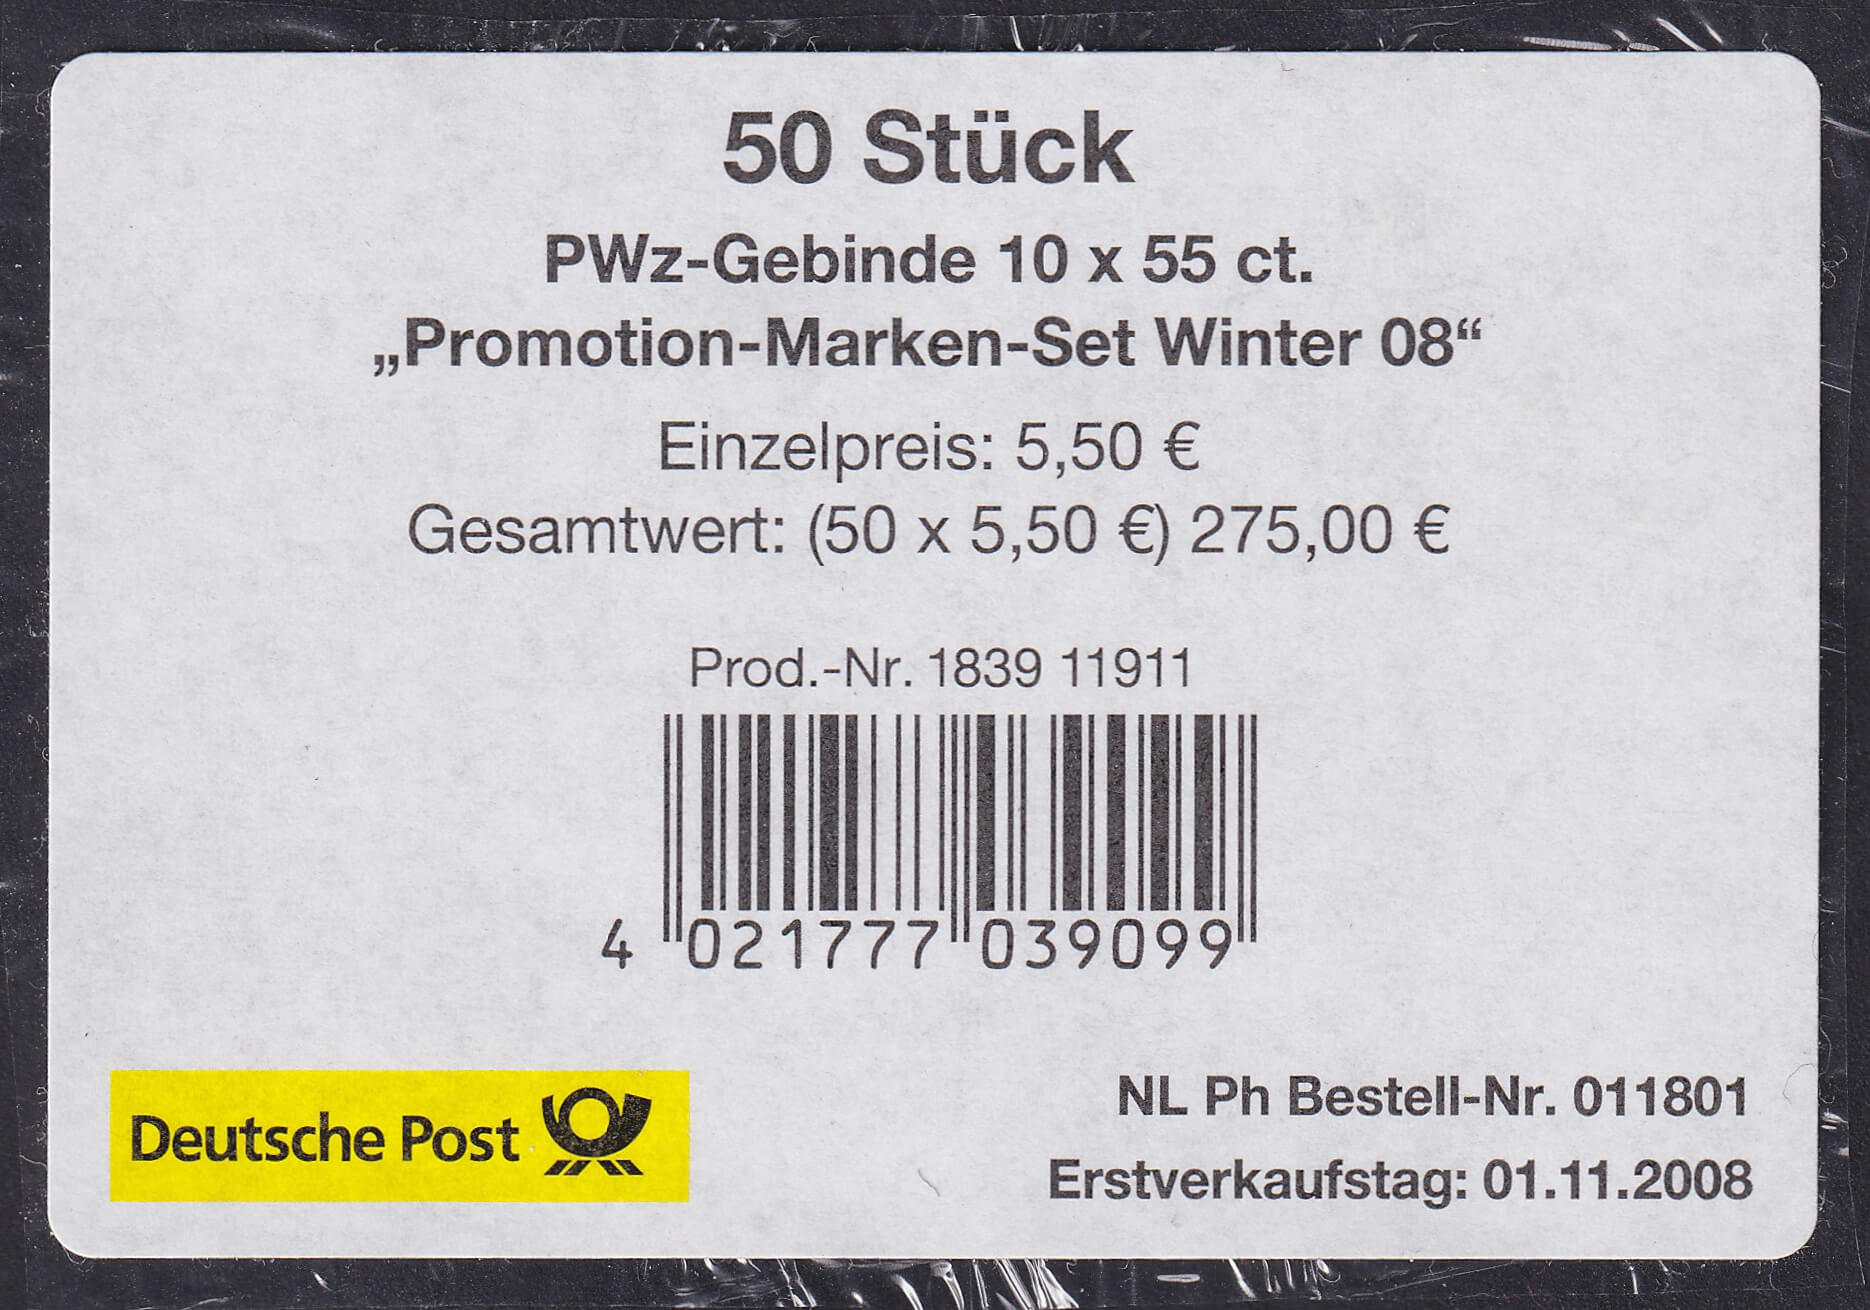 50 Stück
PWz-Gebinde 10 x 55 ct.
„Promotion-Marken-Set Winter 08“
Einzelpreis: 5,50 €
Gesamtwert: (50 x 5,50 €) 275,00 €
Prod.-Nr. 1839 11911
4 021777 039099
Deutsche Post
NL Ph Bestell-Nr. 011801
Erstverkaufstag: 01.11.2008